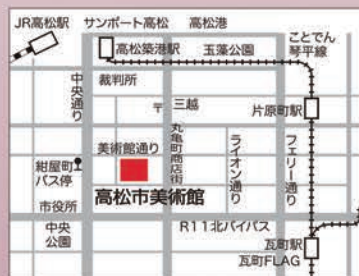 JR高松駅
サンポート高松
高松港
高松築港駅
玉藻公園
ことでん
琴平線
中央通り
裁判所
〒
三越
片原町駅
美術館通り
丸亀町商店街
ライオン通り
フェリー通り
紺屋町
バス停
高松市美術館
市役所
中央
公園
R11北バイパス
瓦町駅
瓦町FLAG